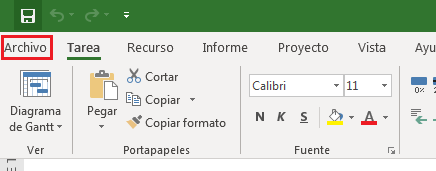 Archivo Tarea Recurso Informe Proyecto Vista Ayu
Diagrama
de Gantt
Ver
Pegar
Cortar
Copiar
Copiar formato
Portapapeles
Calibri 11
N K S A
Fuente
0%